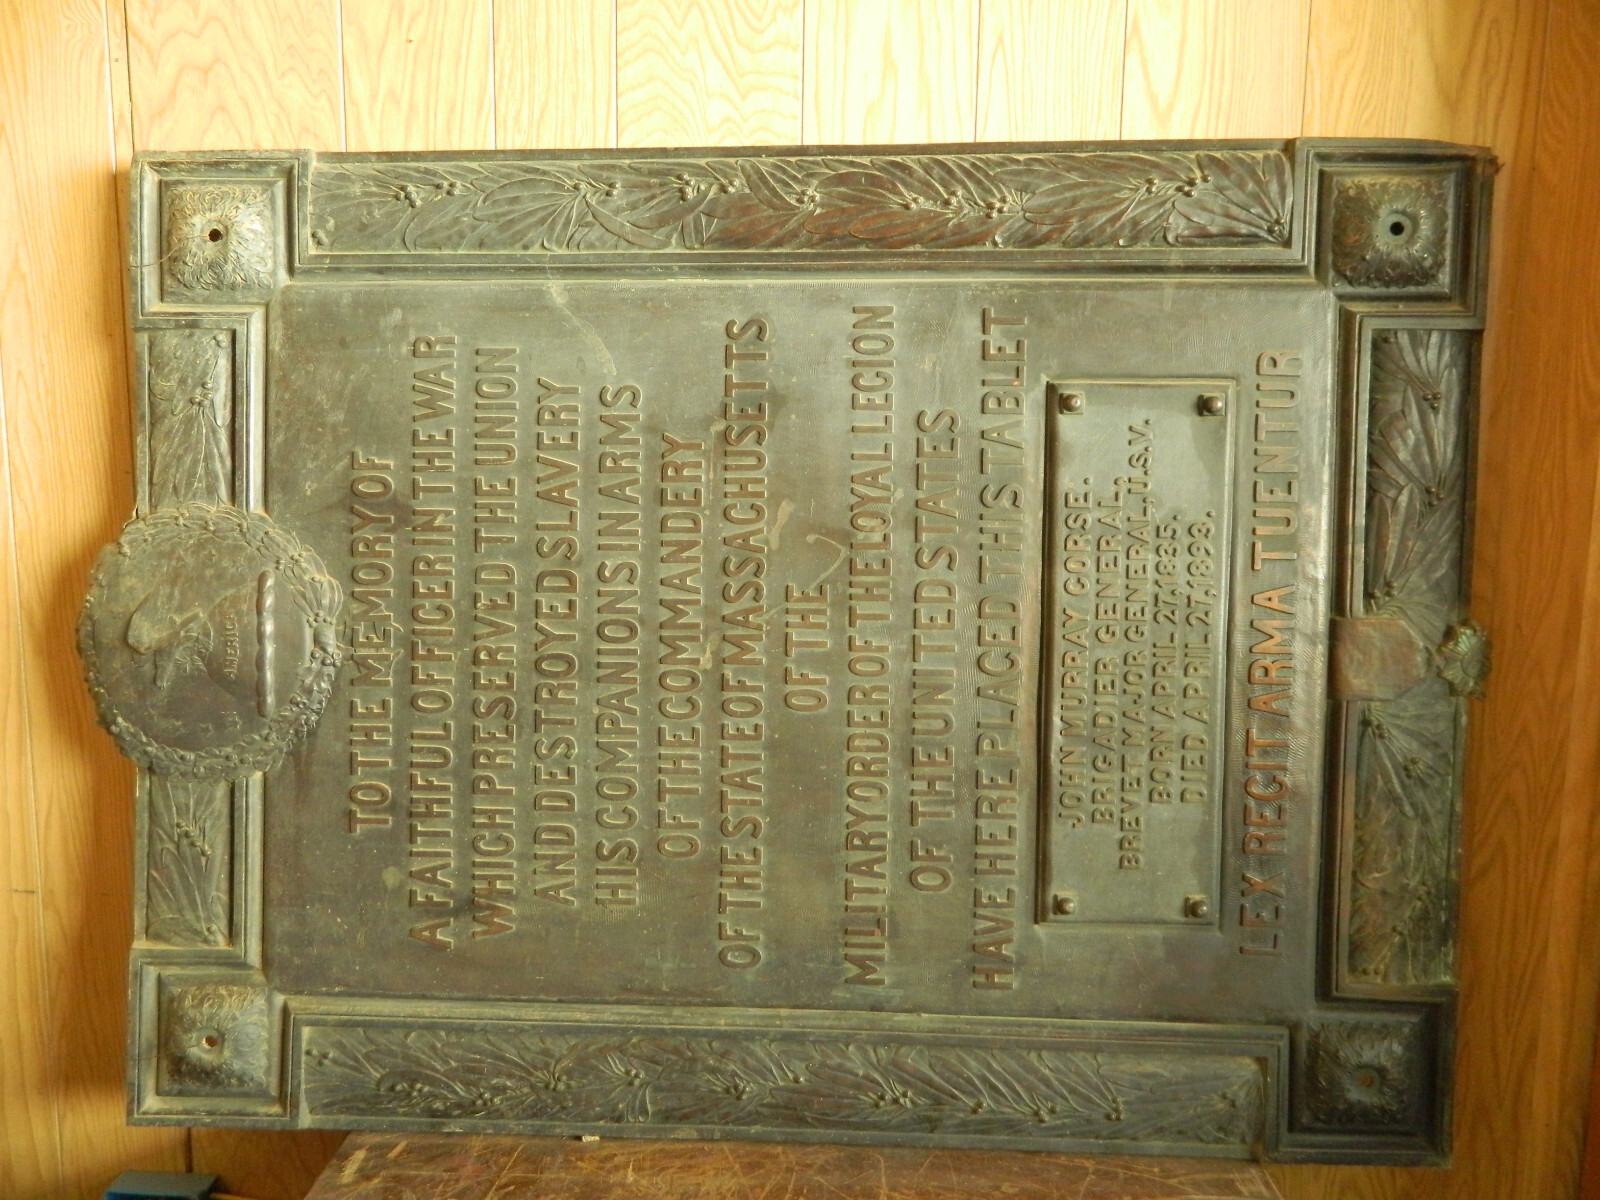 AMERICA
TO THE MEMORY OF
A FAITHFUL OFFICER IN THE WAR
WHICH PRESERVED THE UNION
AND DESTROYED SLAVERY
HIS COMPANIONS IN ARMS
OF THE COMMANDERY
OF THE STATE OF MASSACHUSETTS
OF THE
MILITARY ORDER OF THE LOYAL LEGION
OF THE UNITED STATES
HAVE HERE PLACED THIS TABLET
JOHN MURRAY CORSE.
BRIGADIER GENERAL.,
BREVET MAJOR GENERAL, U.S.V.
BORN APRIL 27, 1835.
DIED APRIL 27, 1893.
LEX RECIT ARMA TUENTUR